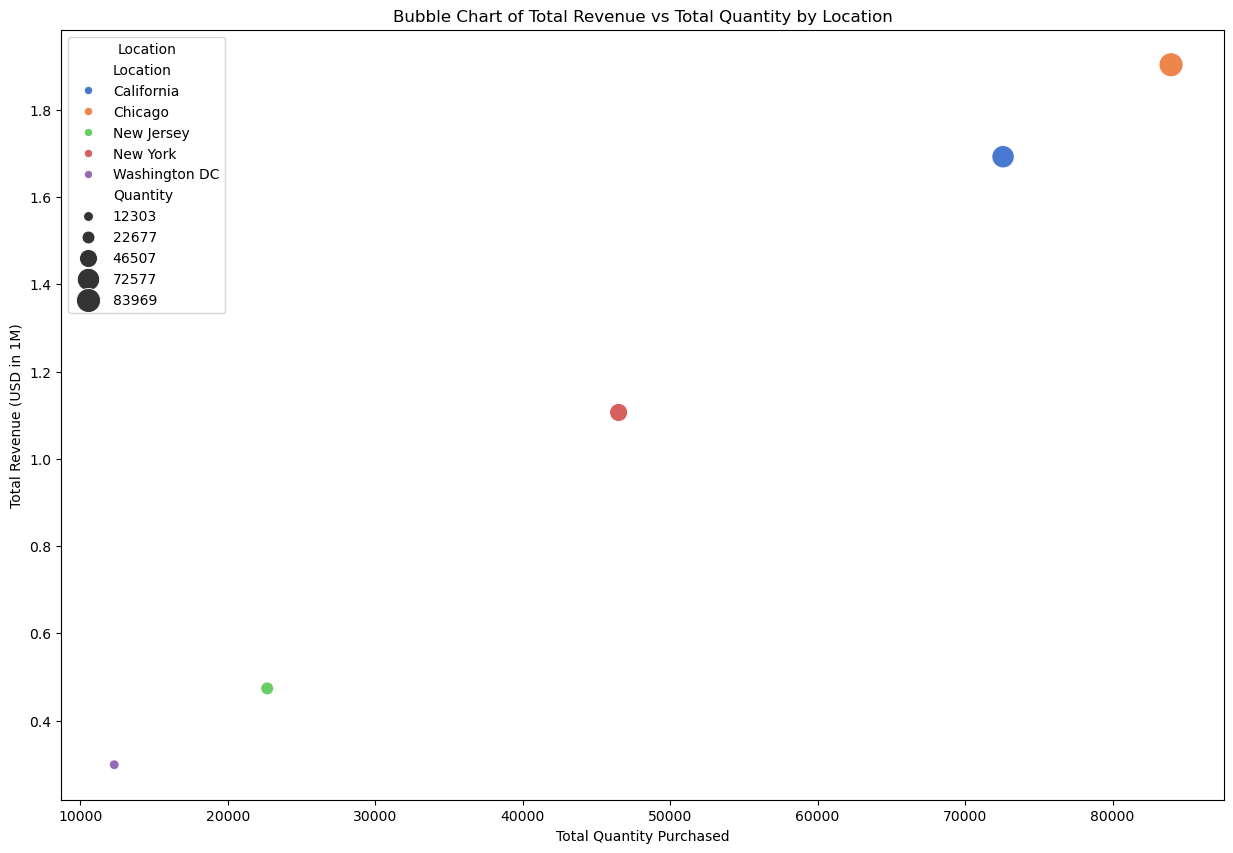 Bubble Chart of Total Revenue vs Total Quantity by Location
Location
Location
California
Chicago
New Jersey
New York
Washington DC
Quantity
12303
22677
46507
72577
83969
Total Revenue (USD in 1M)
1.8
1.6
1.4
1.2
1.0
0.8
0.6
0.4
10000 20000 30000 40000 50000 60000 70000 80000
Total Quantity Purchased